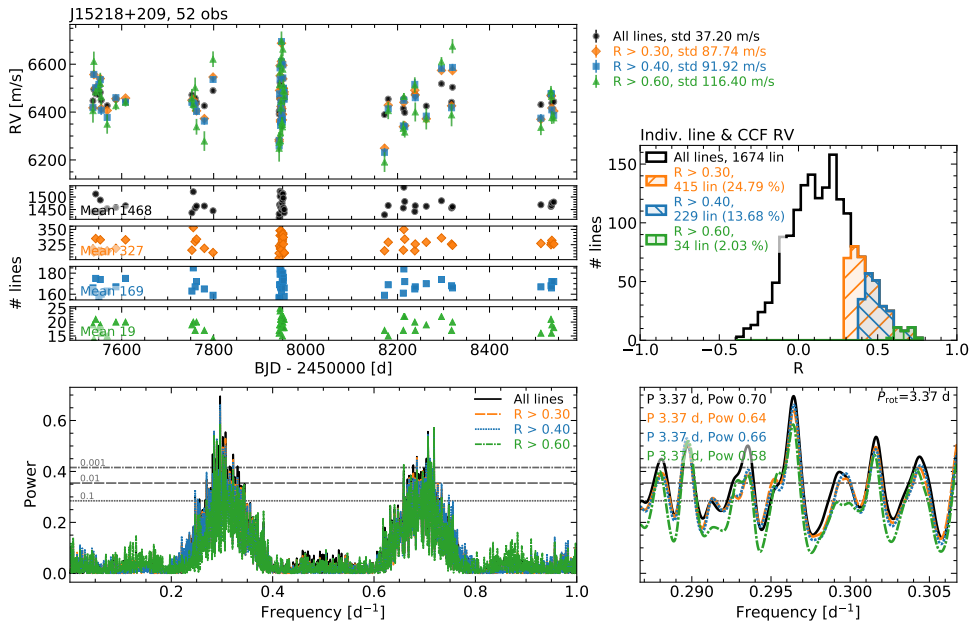 J15218+209, 52 obs
All lines, std 37.20 m/s
R > 0.30, std 87.74 m/s
R > 0.40, std 91.92 m/s
R > 0.60, std 116.40 m/s
RV [m/s]
6600
6400
6200
1500
1450
Mean 1468
350
325
Mean 327
180
160
Mean 169
25
20
15
Mean 19
# lines
7600
7800
8000
8200
8400
BJD - 2450000 [d]
Indiv. line & CCF RV
All lines, 1674 lin
R > 0.30,
415 lin (24.79 %)
R > 0.40,
229 lin (13.68 %)
R > 0.60,
34 lin (2.03 %)
# lines
150
100
50
0
−1.0
−0.5
0.0
0.5
1.0
R
Power
0.6
0.4
0.2
0.0
0.001
0.01
0.1
All lines
R > 0.30
R > 0.40
R > 0.60
0.2
0.4
0.6
0.8
1.0
Frequency [d⁻¹]
P 3.37 d, Pow 0.70
P 3.37 d, Pow 0.64
P 3.37 d, Pow 0.66
P 3.37 d, Pow 0.58
P_rot=3.37 d
0.290
0.295
0.300
0.305
Frequency [d⁻¹]